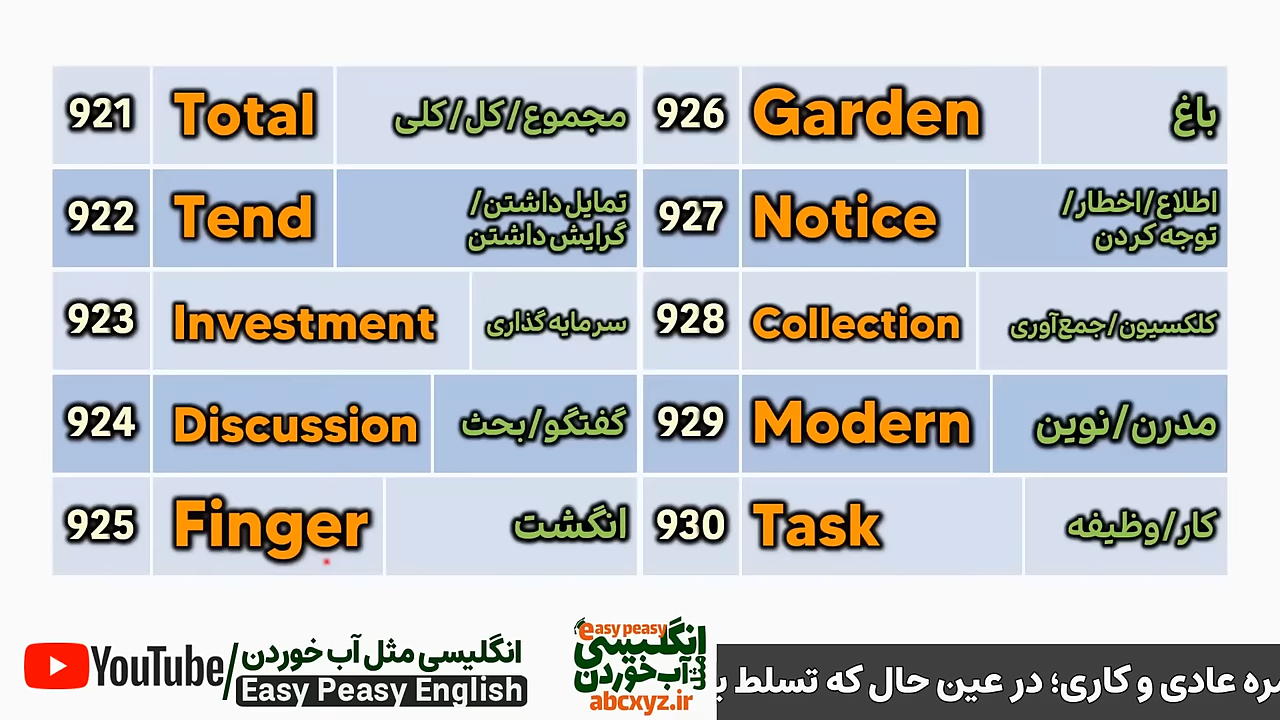 921 Total مجموع/کل/کلی
922 Tend تمایل داشتن/
گرایش داشتن
923 Investment سرمایه گذاری
924 Discussion گفتگو/بحث
925 Finger انگشت
926 Garden باغ
927 Notice اطلاع/اخطار/
توجه کردن
928 Collection کلکسیون/جمع‌آوری
929 Modern مدرن/نوین
930 Task کار/وظیفه
YouTube/انگلیسی مثل آب خوردن
Easy Peasy English
easy peasy
انگلیسی
آب خوردن
abcxyz.ir
عادی و کاری؛ در عین حال که تسلط